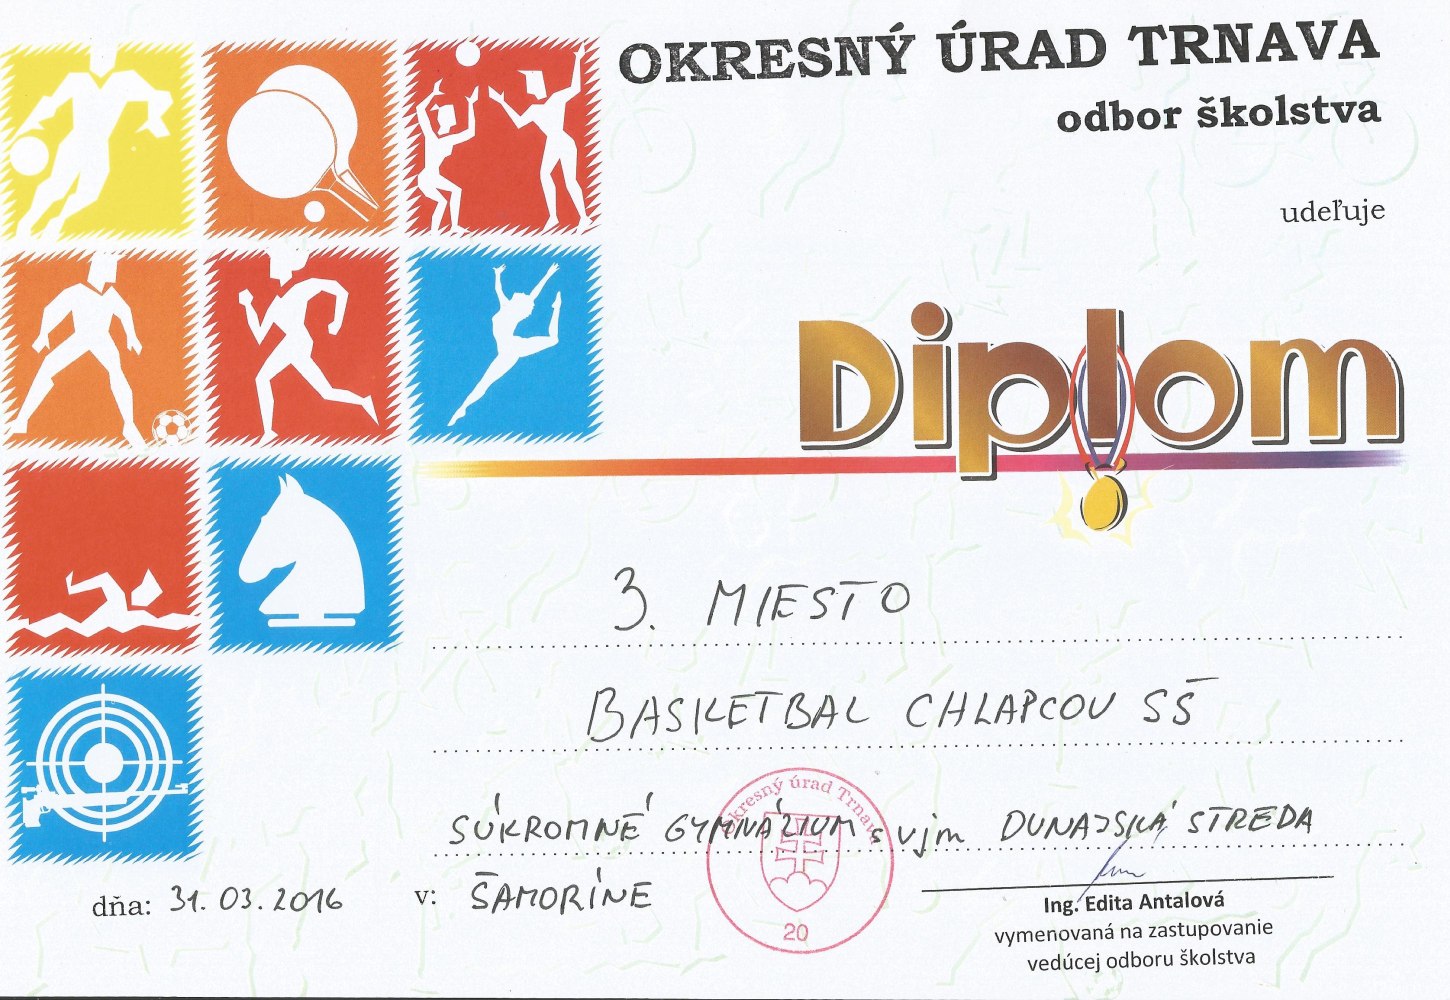 OKRESNÝ ÚRAD TRNAVA
odbor školstva
udeľuje
Diplom
3. MIESTO
BASKETBAL CHLAPCOV SŠ
SÚKROMNÉ GYMNÁZIUM s vjm DUNAJSKÁ STREDA
Okresný úrad Trnava
20
dňa: 31.03.2016 v: ŠAMORÍNE
Ing. Edita Antalová
vymenovaná na zastupovanie
vedúcej odboru školstva